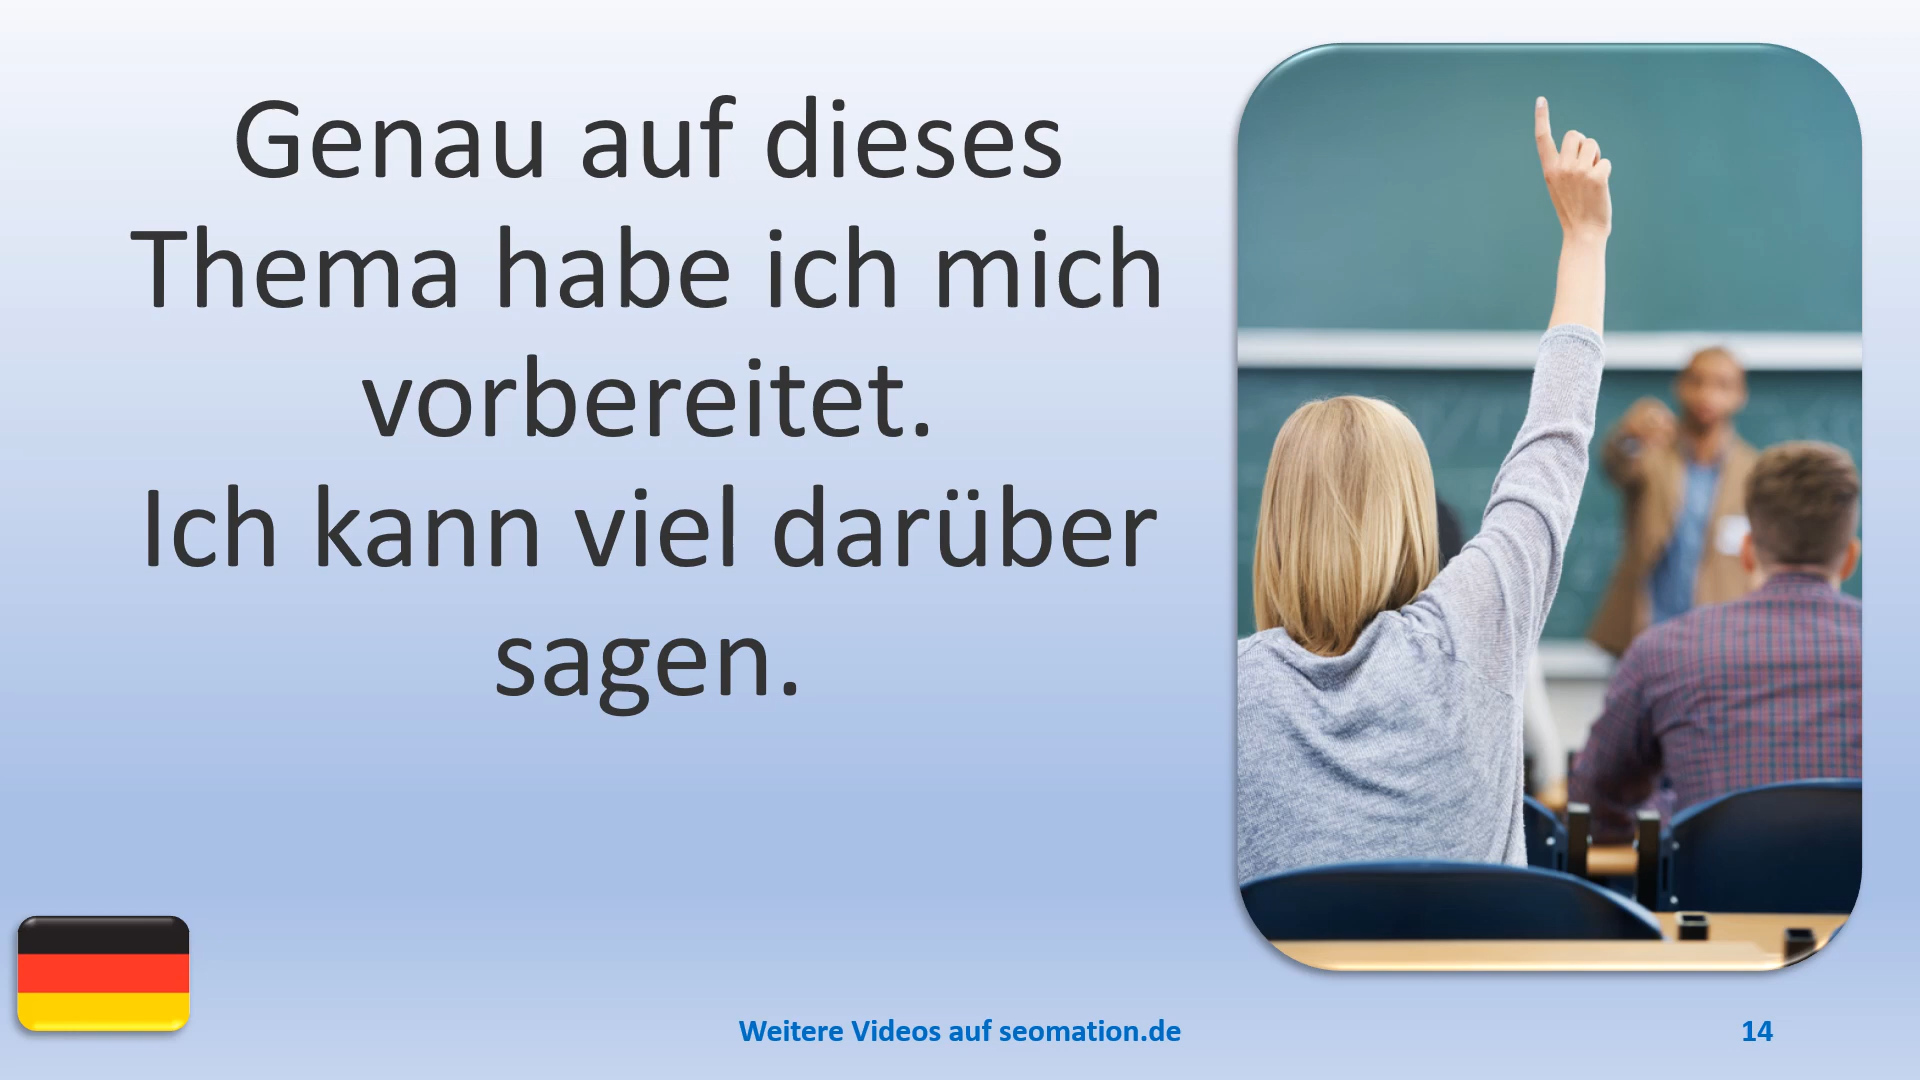 Genau auf dieses
Thema habe ich mich
vorbereitet.
Ich kann viel darüber
sagen.
Weitere Videos auf seomation.de
14